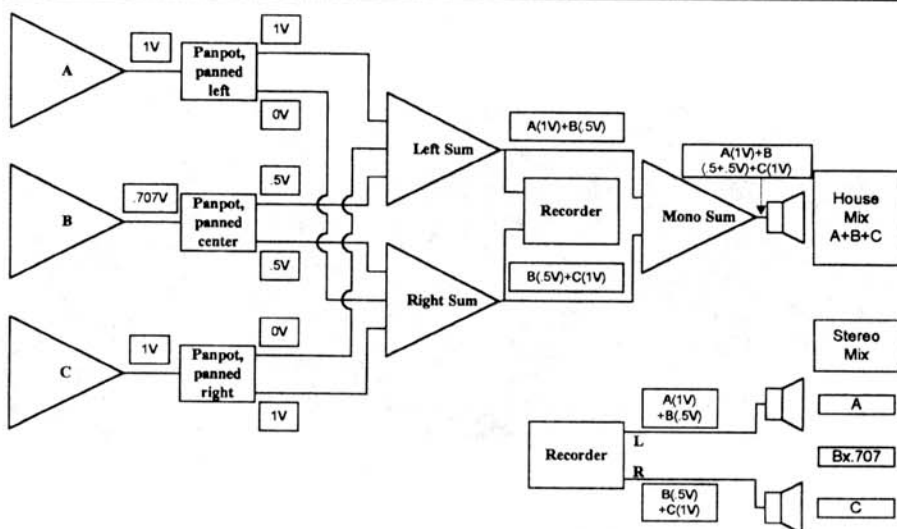 A
1V
Panpot,
panned
left
1V
0V
B
.707V
Panpot,
panned
center
.5V
.5V
C
1V
Panpot,
panned
right
0V
1V
Left Sum
Right Sum
A(1V)+B(.5V)
Recorder
B(.5V)+C(1V)
Mono Sum
A(1V)+B
(.5+.5V)+C(1V)
House
Mix
A+B+C
Stereo
Mix
Recorder
L
R
A(1V)
+B(.5V)
B(.5V)
+C(1V)
A
Bx.707
C